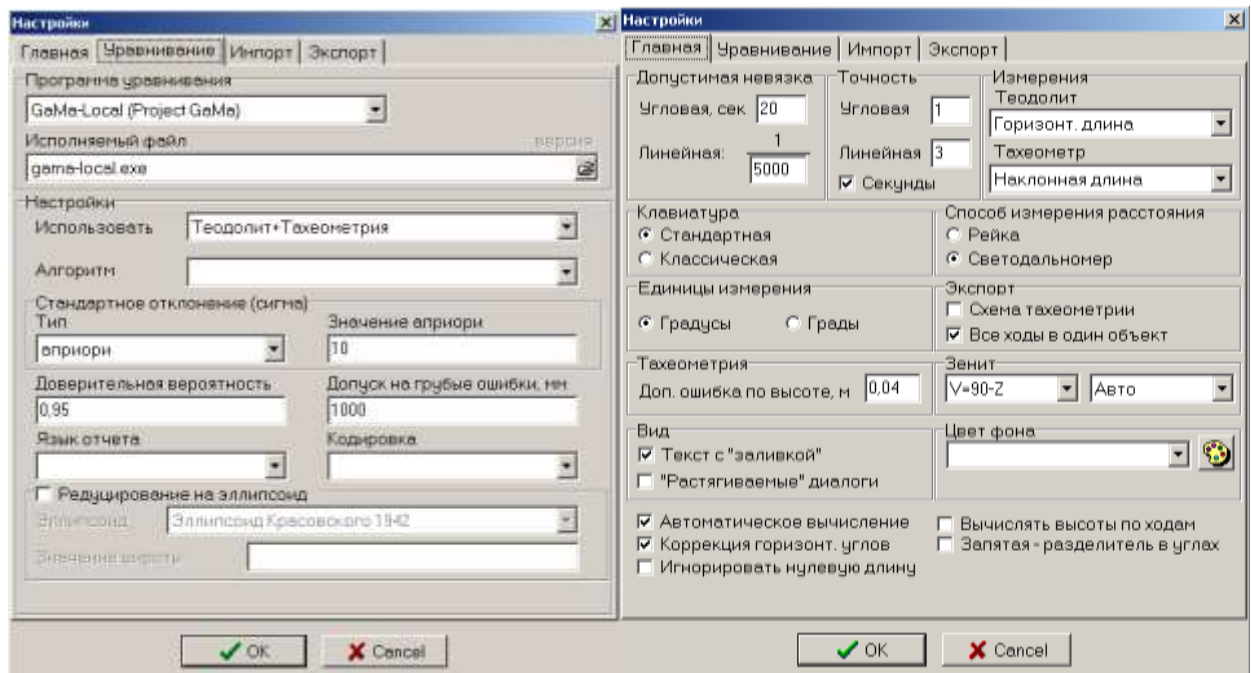 Настройки
Главная Уравнивание Импорт Экспорт
Программа уравнивания
GaMa-Local (Project GaMa)
Исполняемый файл версия
gama-local.exe
Настройки
Использовать Теодолит+Тахеометрия
Алгоритм
Стандартное отклонение (сигма)
Тип Значение априори
априори 10
Доверительная вероятность Допуск на грубые ошибки, мм
0,95 1000
Язык отчета Кодировка
Редуцирование на эллипсоид
Эллипсоид Эллипсоид Красовского 1942
Значение широты
OK Cancel
Настройки
Главная Уравнивание Импорт Экспорт
Допустимая невязка Точность Измерения
Теодолит
Угловая, сек 20 Угловая 1 Горизонт. длина
Линейная: 1 Линейная 3 Тахеометр
5000 Секунды Наклонная длина
Клавиатура Способ измерения расстояния
Стандартная Рейка
Классическая Светодальномер
Единицы измерения Экспорт
Градусы Грады Схема тахеометрии
Все ходы в один объект
Тахеометрия Зенит
Доп. ошибка по высоте, м 0,04 V=90-Z Авто
Вид Цвет фона
Текст с "заливкой"
"Растягиваемые" диалоги
Автоматическое вычисление Вычислять высоты по ходам
Коррекция горизонт. углов Запятая - разделитель в углах
Игнорировать нулевую длину
OK Cancel